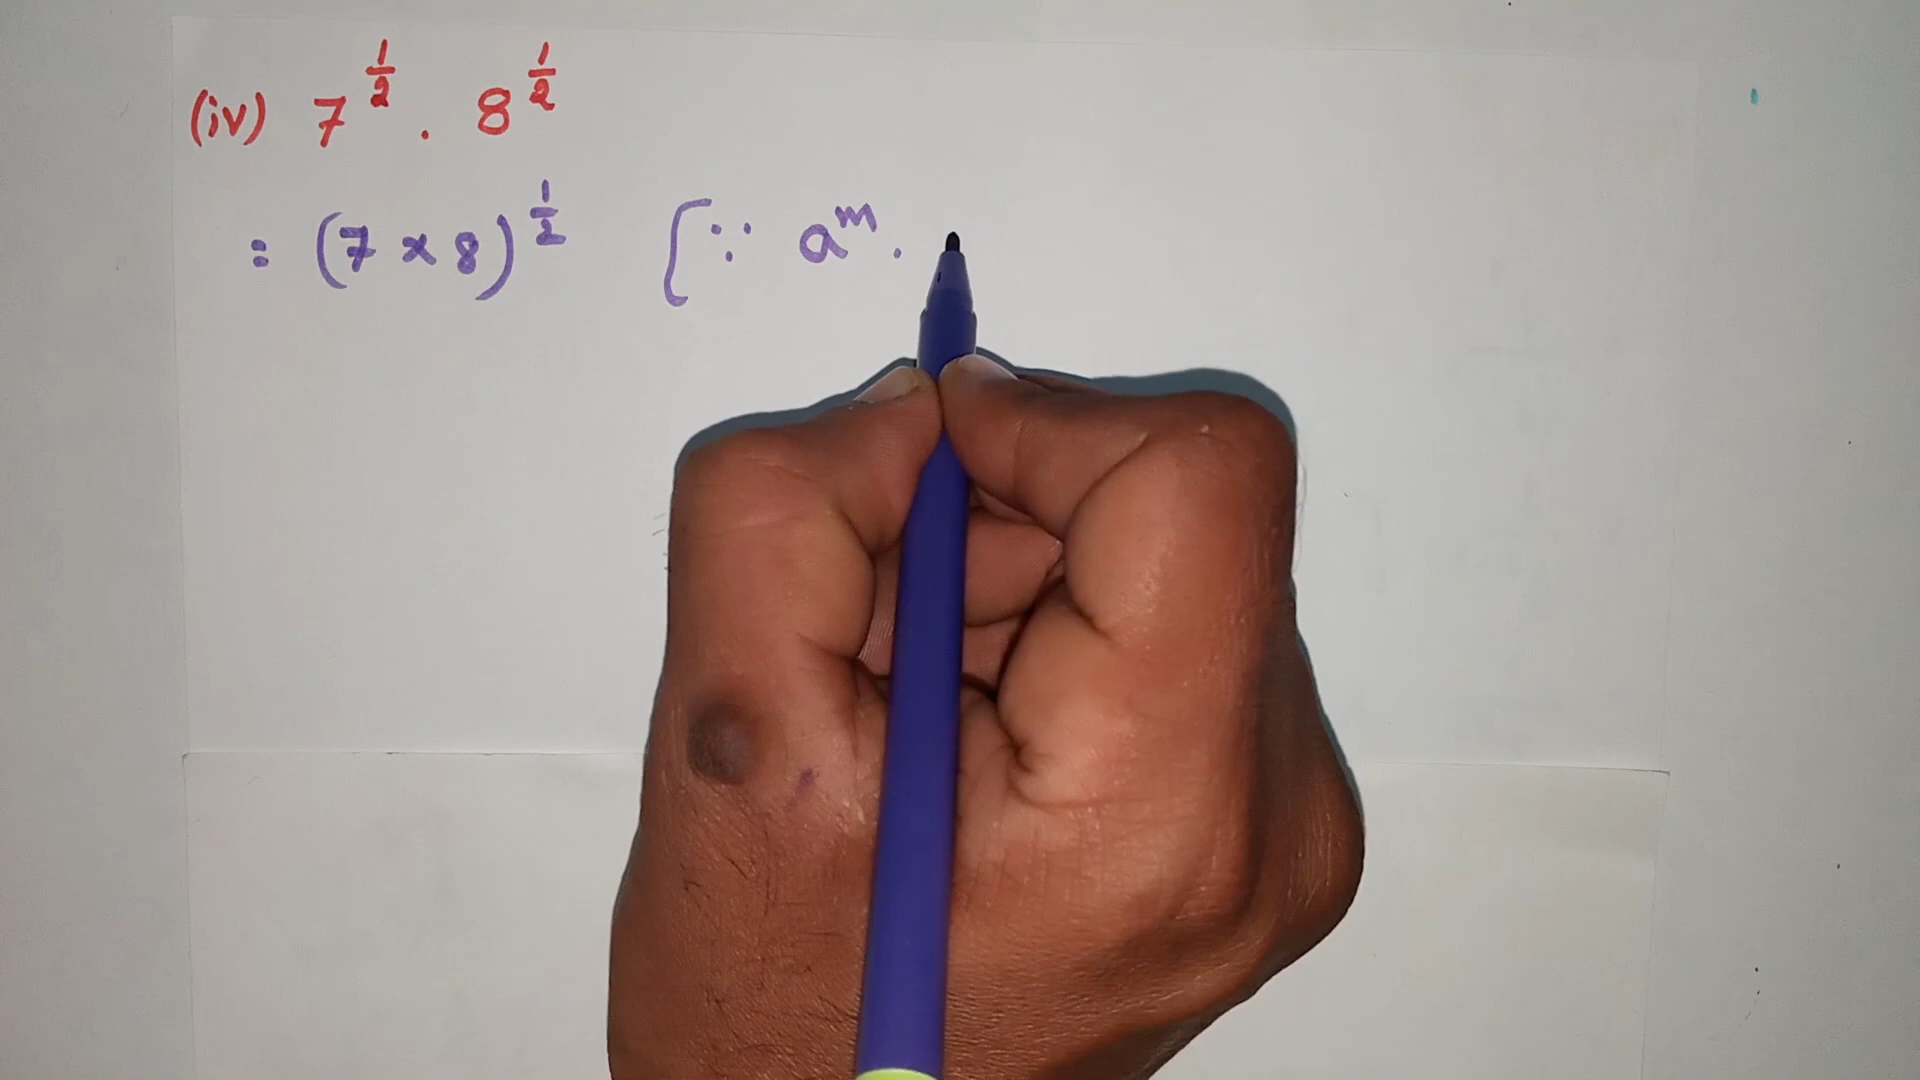 (iv) 7^{1/2} . 8^{1/2}
= (7 × 8)^{1/2} [∵ a^m .